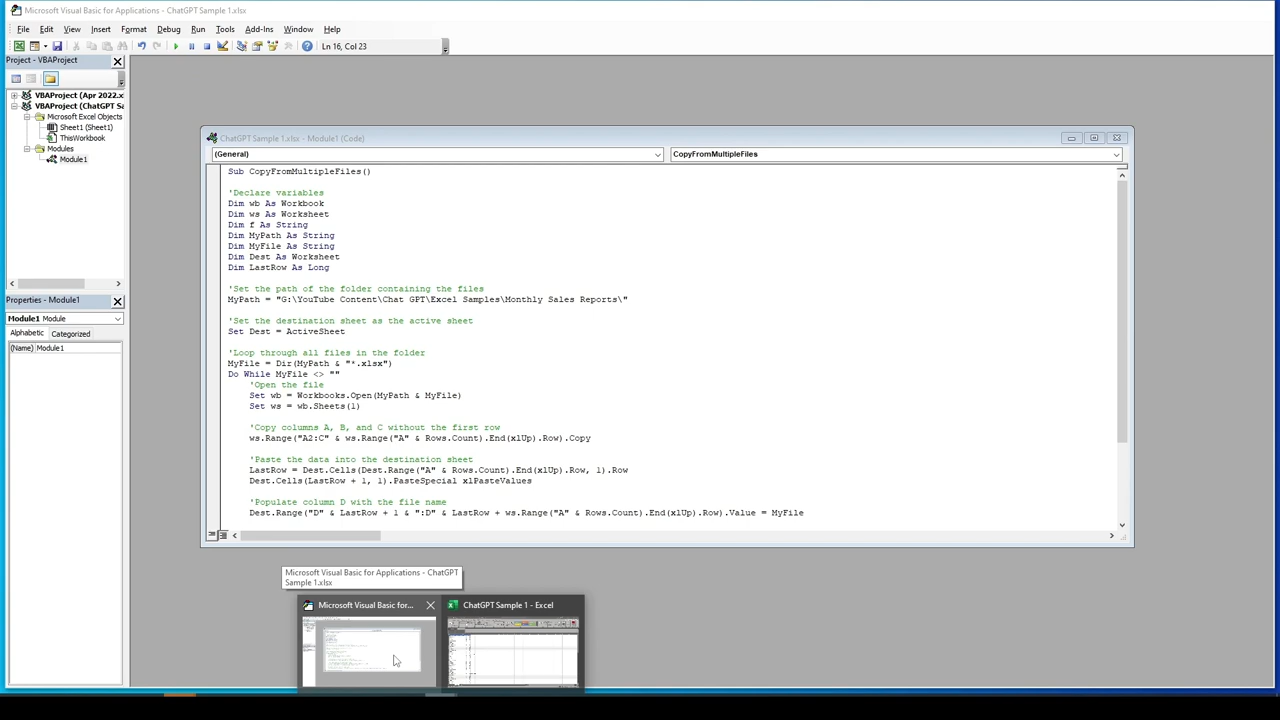 Microsoft Visual Basic for Applications - ChatGPT Sample 1.xlsx
File Edit View Insert Format Debug Run Tools Add-Ins Window Help
Ln 16, Col 23
Project - VBAProject
VBAProject (Apr 2022.x
VBAProject (ChatGPT Sa
Microsoft Excel Objects
Sheet1 (Sheet1)
ThisWorkbook
Modules
Module1
Properties - Module1
Module1 Module
Alphabetic Categorized
(Name) Module1
ChatGPT Sample 1.xlsx - Module1 (Code)
(General) CopyFromMultipleFiles
Sub CopyFromMultipleFiles()
'Declare variables
Dim wb As Workbook
Dim ws As Worksheet
Dim f As String
Dim MyPath As String
Dim MyFile As String
Dim Dest As Worksheet
Dim LastRow As Long
'Set the path of the folder containing the files
MyPath = "G:\YouTube Content\Chat GPT\Excel Samples\Monthly Sales Reports\"
'Set the destination sheet as the active sheet
Set Dest = ActiveSheet
'Loop through all files in the folder
MyFile = Dir(MyPath & "*.xlsx")
Do While MyFile <> ""
'Open the file
Set wb = Workbooks.Open(MyPath & MyFile)
Set ws = wb.Sheets(1)
'Copy columns A, B, and C without the first row
ws.Range("A2:C" & ws.Range("A" & Rows.Count).End(xlUp).Row).Copy
'Paste the data into the destination sheet
LastRow = Dest.Cells(Dest.Range("A" & Rows.Count).End(xlUp).Row, 1).Row
Dest.Cells(LastRow + 1, 1).PasteSpecial xlPasteValues
'Populate column D with the file name
Dest.Range("D" & LastRow + 1 & ":D" & LastRow + ws.Range("A" & Rows.Count).End(xlUp).Row).Value = MyFile
Microsoft Visual Basic for Applications - ChatGPT
Sample 1.xlsx
Microsoft Visual Basic for... ChatGPT Sample 1 - Excel